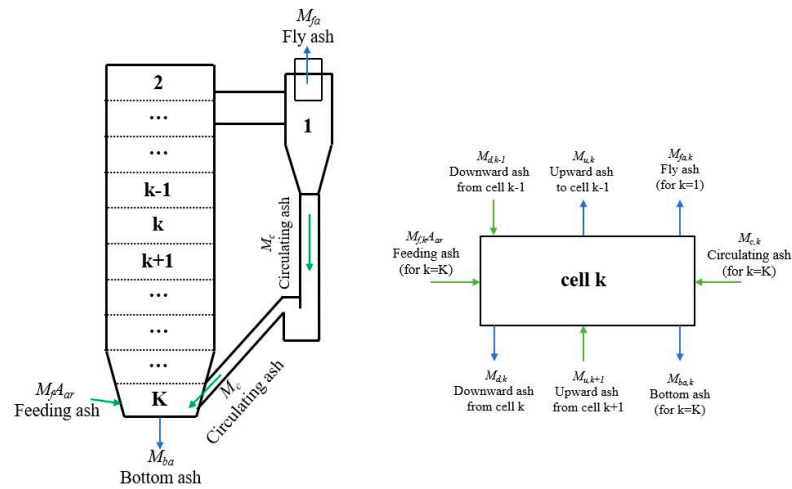 M_fa
Fly ash
2
...
...
k-1
k
k+1
...
...
...
K
1
M_c
Circulating ash
M_c
Circulating ash
M_fA_ar
Feeding ash
M_ba
Bottom ash
M_d,k-1
Downward ash
from cell k-1
M_u,k
Upward ash
to cell k-1
M_fa,k
Fly ash
(for k=1)
M_f,kA_ar
Feeding ash
(for k=K)
cell k
M_c,k
Circulating ash
(for k=K)
M_d,k
Downward ash
from cell k
M_u,k+1
Upward ash
from cell k+1
M_ba,k
Bottom ash
(for k=K)